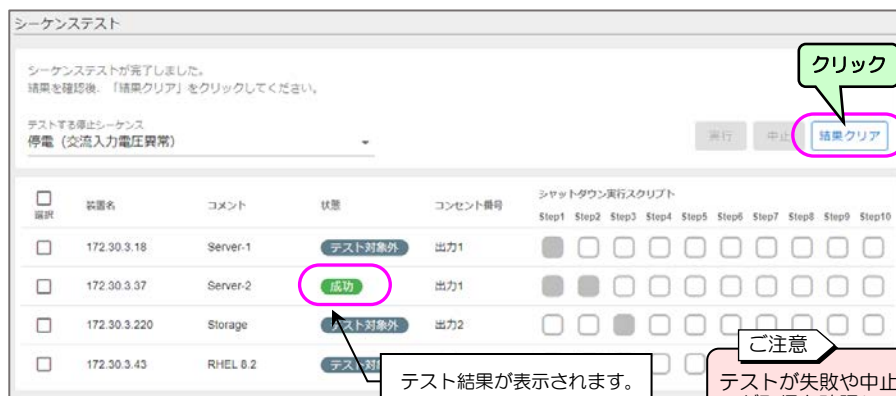 シーケンステスト
シーケンステストが完了しました。
結果を確認後、「結果クリア」をクリックしてください。
クリック
テストする停止シーケンス
停電（交流入力電圧異常）
実行 中止 結果クリア
選択 装置名 コメント 状態 コンセント番号 シャットダウン実行スクリプト
Step1 Step2 Step3 Step4 Step5 Step6 Step7 Step8 Step9 Step10
172.30.3.18 Server-1 テスト対象外 出力1
172.30.3.37 Server-2 成功 出力1
172.30.3.220 Storage テスト対象外 出力2
172.30.3.43 RHEL 8.2 テスト対
テスト結果が表示されます。
ご注意
テストが失敗や中止